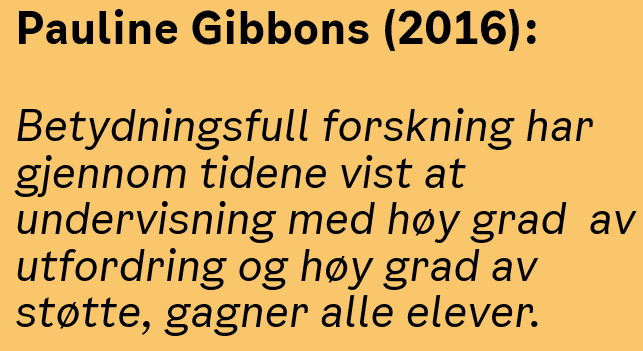 Pauline Gibbons (2016):
Betydningsfull forskning har
gjennom tidene vist at
undervisning med høy grad  av
utfordring og høy grad av
støtte, gagner alle elever.